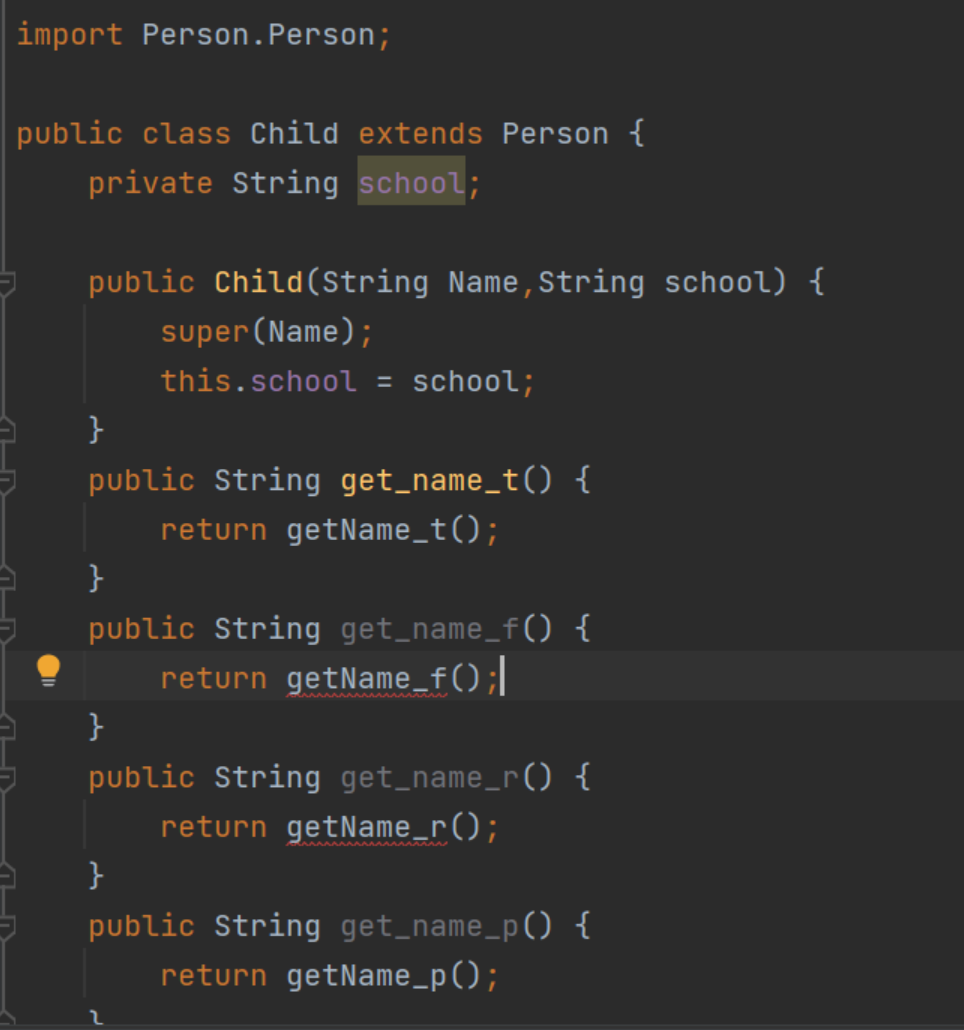 import Person.Person;
public class Child extends Person {
private String school;
public Child(String Name,String school) {
super(Name);
this.school = school;
}
public String get_name_t() {
return getName_t();
}
public String get_name_f() {
return getName_f();
}
public String get_name_r() {
return getName_r();
}
public String get_name_p() {
return getName_p();
}